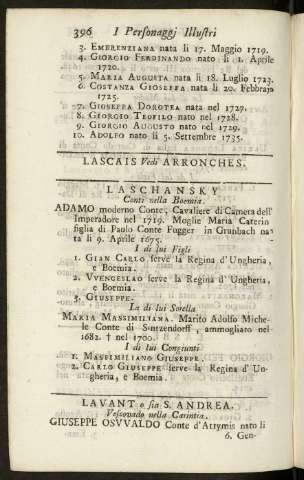 396 I Personaggj Illustri
3. EMERENZIANA nata li 17. Maggio 1719.
4. GIORGIO FERDINANDO nato li 1. Aprile
1720.
5. MARIA AUGUSTA nata li 18. Luglio 1723.
6. COSTANZA GIOSEFFA nata li 20. Febbrajo
1725.
7. GIOSEFFA DOROTEA nata nel 1727.
8. GIORGIO TEOFILO nato nel 1728.
9. GIORGIO AUGUSTO nato nel 1729.
10. ADOLFO nato li 5. Settembre 1735.
LASCAIS Vedi ARRONCHES.
LASCHANSKY
Conti nella Boemia.
ADAMO moderno Conte, Cavaliere di Camera dell'
Imperadore nel 1719. Moglie Maria Caterin
figlia di Paolo Conte Fugger in Grunbach na
ta li 9. Aprile 1675.
I di lui Figli
1. GIAN CARLO serve la Regina d'Ungheria,
e Boemia.
2. VVENCESLAO serve la Regina d'Ungheria,
e Boemia.
3. GIUSEPPE.
La di lui Sorella
MARIA MASSIMILIANA. Marito Adolfo Miche-
le Conte di Sintzendorff, ammogliato nel
1682. † nel 1700.
I di lui Congiunti
1. MASSIMILIANO GIUSEPPE.
2. CARLO GIUSEPPE serve la Regina d'Un-
gheria, e Boemia.
LAVANT o sia S. ANDREA.
Vescovado nella Carintia.
GIUSEPPE OSVVALDO Conte d'Attymis nato li
6. Gen-